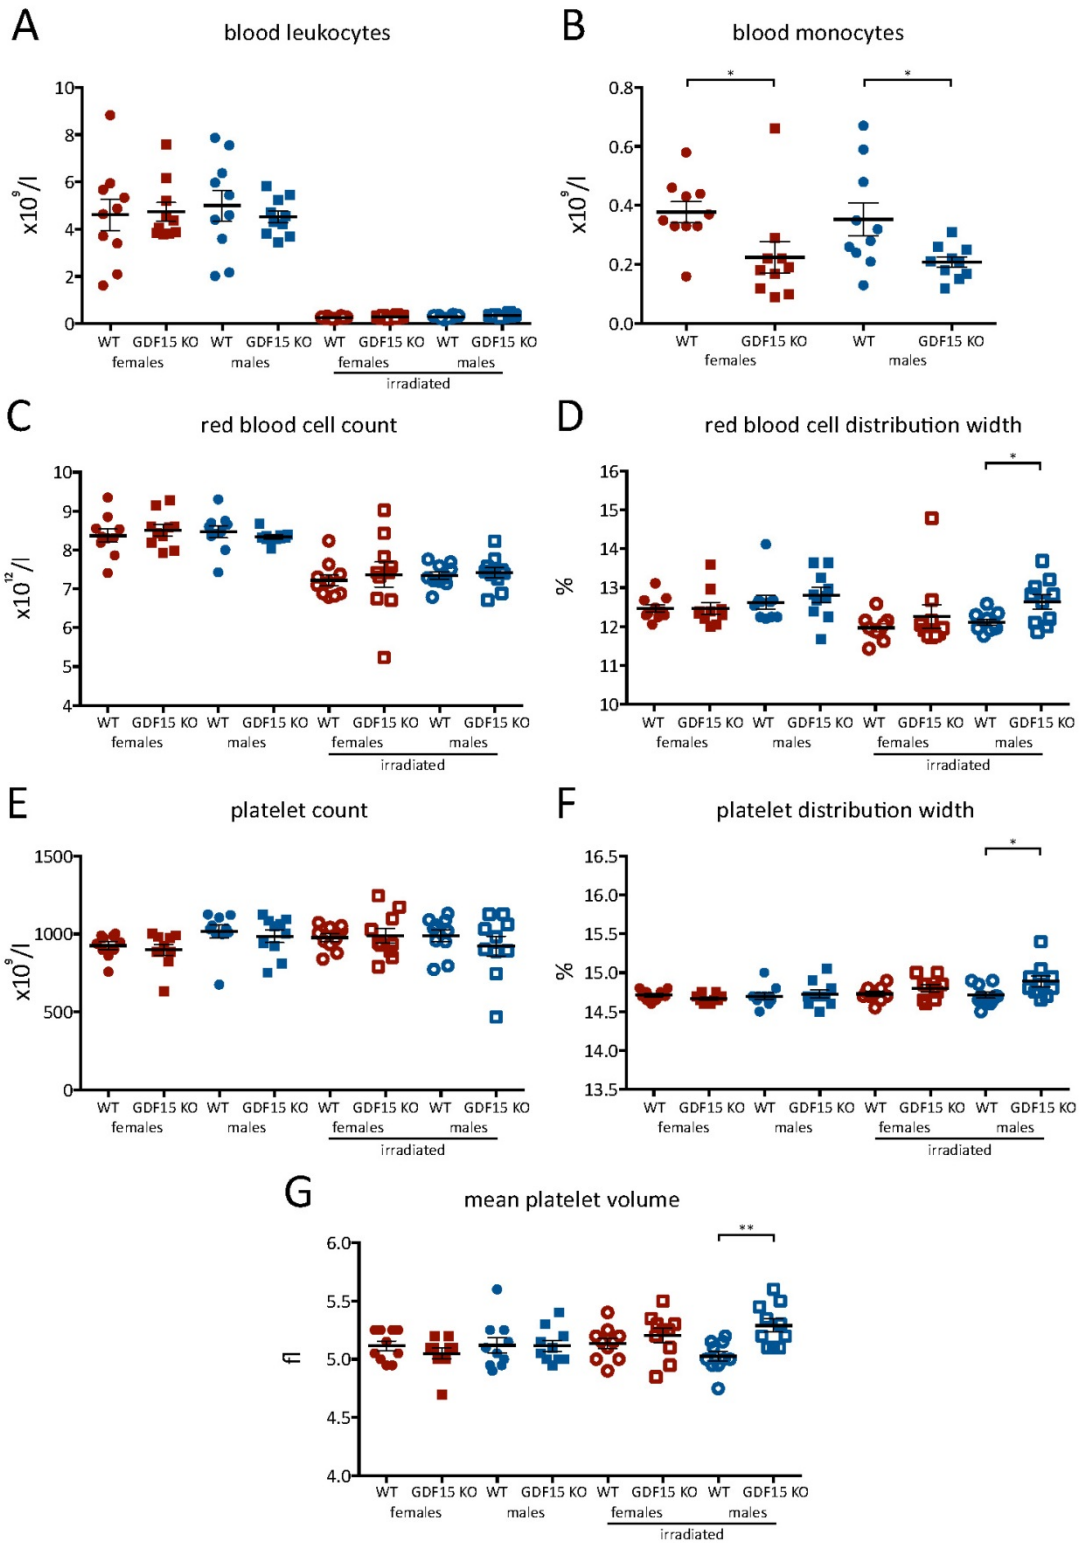 A
blood leukocytes
10
8
6
4
2
0
x10⁹/l
WT GDF15 KO WT GDF15 KO WT GDF15 KO WT GDF15 KO
females males females males
irradiated
B
blood monocytes
* *
0.8
0.6
0.4
0.2
0.0
x10⁹/l
WT GDF15 KO WT GDF15 KO
females males
C
red blood cell count
10
9
8
7
6
5
4
x10¹²/l
WT GDF15 KO WT GDF15 KO WT GDF15 KO WT GDF15 KO
females males females males
irradiated
D
red blood cell distribution width
*
16
15
14
13
12
11
10
%
WT GDF15 KO WT GDF15 KO WT GDF15 KO WT GDF15 KO
females males females males
irradiated
E
platelet count
1500
1000
500
0
x10⁹/l
WT GDF15 KO WT GDF15 KO WT GDF15 KO WT GDF15 KO
females males females males
irradiated
F
platelet distribution width
*
16.5
16.0
15.5
15.0
14.5
14.0
13.5
%
WT GDF15 KO WT GDF15 KO WT GDF15 KO WT GDF15 KO
females males females males
irradiated
G
mean platelet volume
**
6.0
5.5
5.0
4.5
4.0
fl
WT GDF15 KO WT GDF15 KO WT GDF15 KO WT GDF15 KO
females males females males
irradiated